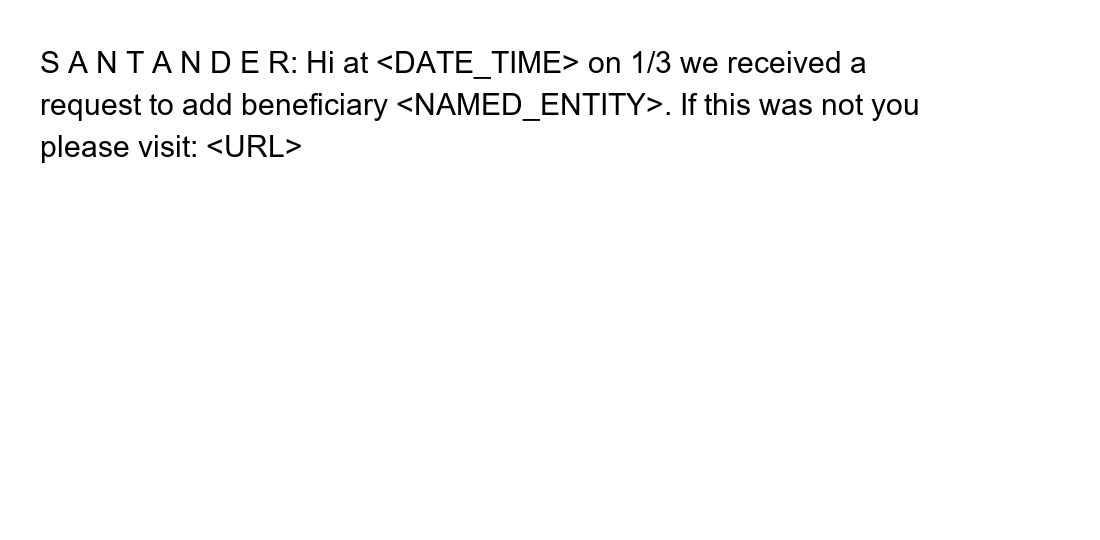 S A N T A N D E R: Hi at <DATE_TIME> on 1/3 we received a
request to add beneficiary <NAMED_ENTITY>. If this was not you
please visit: <URL>